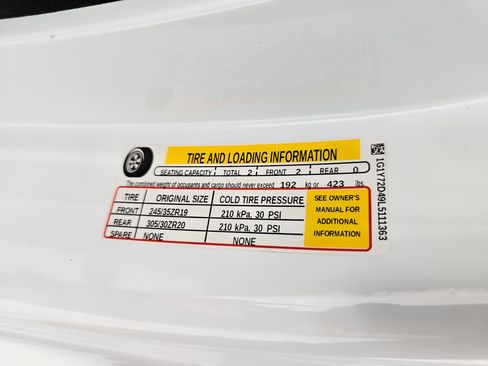 TIRE AND LOADING INFORMATION
SEATING CAPACITY TOTAL 2 FRONT 2 REAR 0
The combined weight of occupants and cargo should never exceed 192 kg or 423 lbs.
TIRE ORIGINAL SIZE COLD TIRE PRESSURE
FRONT 245/35ZR19 210 kPa, 30 PSI
REAR 305/30ZR20 210 kPa, 30 PSI
SPARE NONE NONE
SEE OWNER'S
MANUAL FOR
ADDITIONAL
INFORMATION
1G1Y72D49L5111363